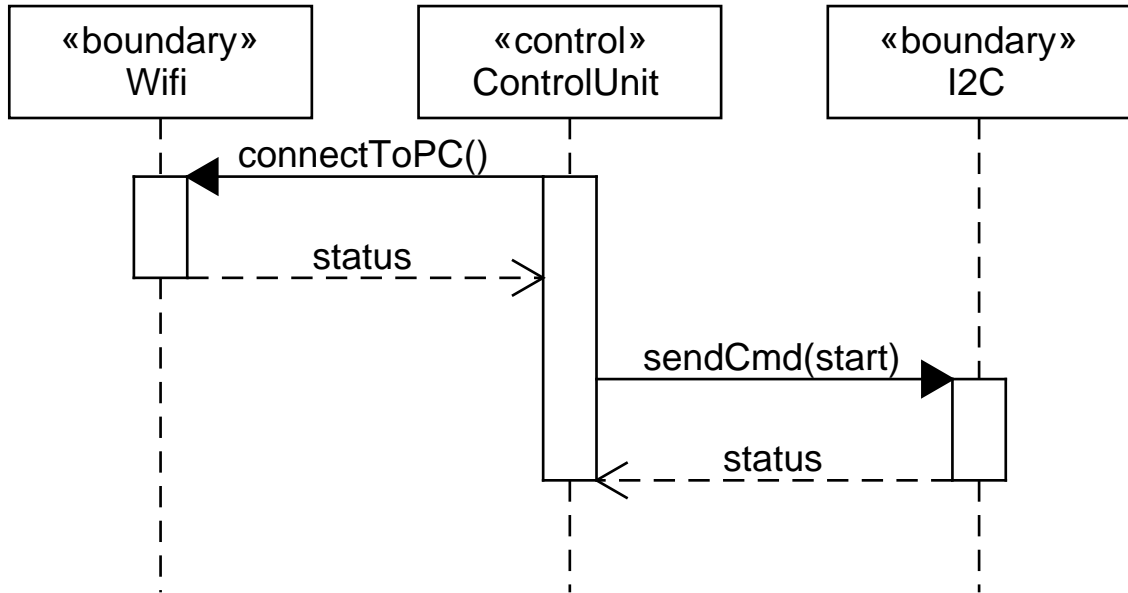 «boundary»
Wifi
«control»
ControlUnit
«boundary»
I2C
connectToPC()
status
sendCmd(start)
status